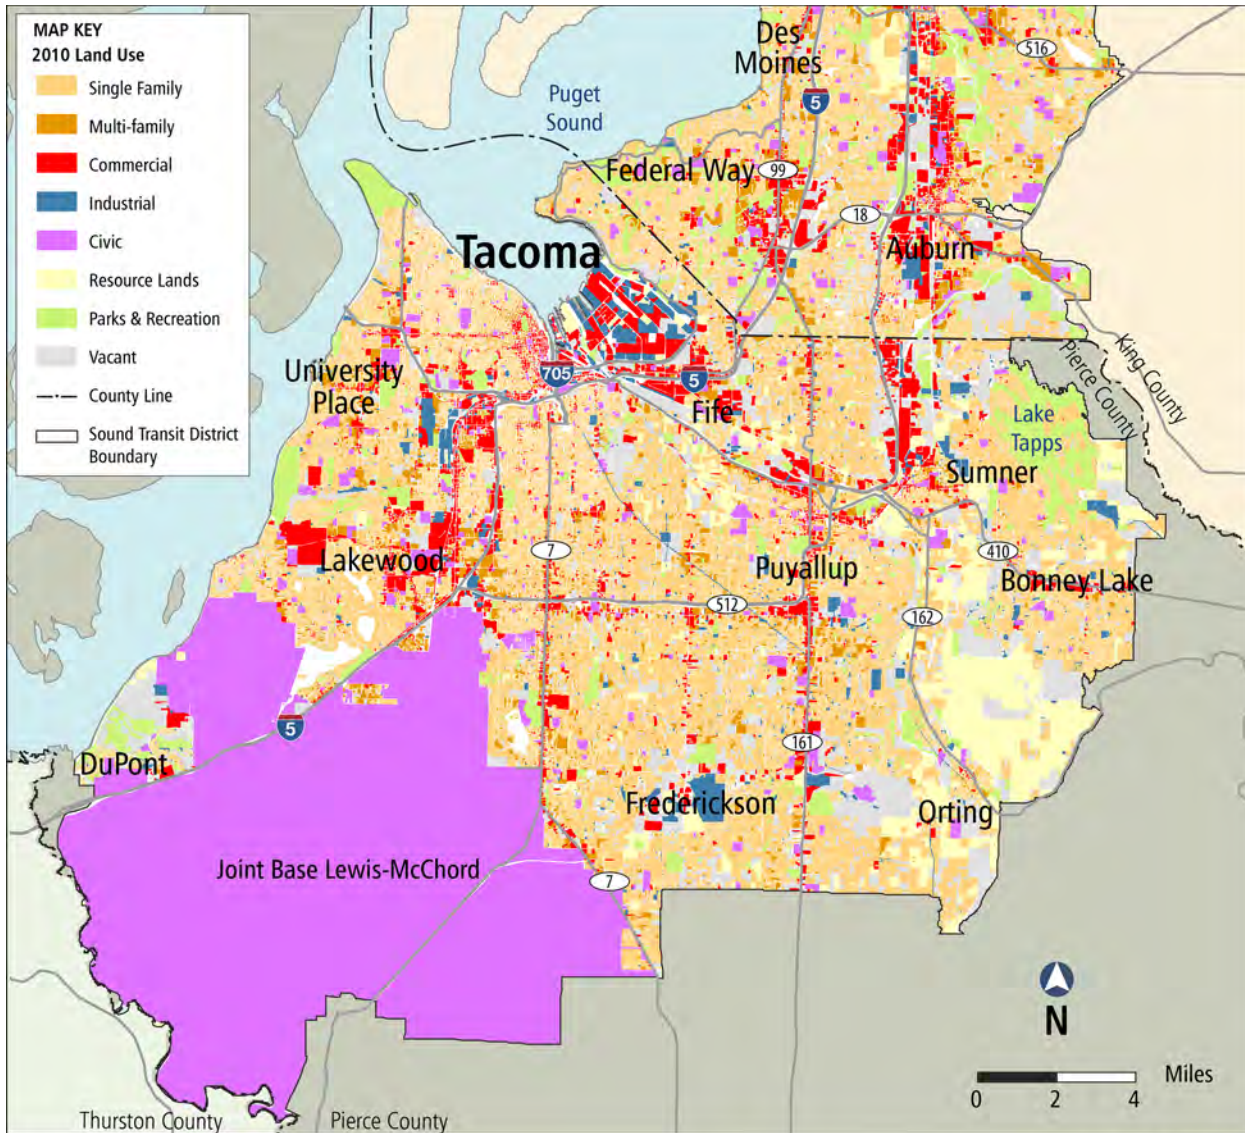 MAP KEY
2010 Land Use
Single Family
Multi-family
Commercial
Industrial
Civic
Resource Lands
Parks & Recreation
Vacant
County Line
Sound Transit District
Boundary
Des
Moines
516
5
Puget
Sound
Federal Way
99
18
Tacoma
Auburn
King County
Pierce County
University
Place
705
5
Fife
Lake
Tapps
Sumner
Lakewood
7
Puyallup
410
Bonney Lake
512
162
5
161
DuPont
Frederickson
Orting
Joint Base Lewis-McChord
7
N
Miles
0 2 4
Thurston County
Pierce County